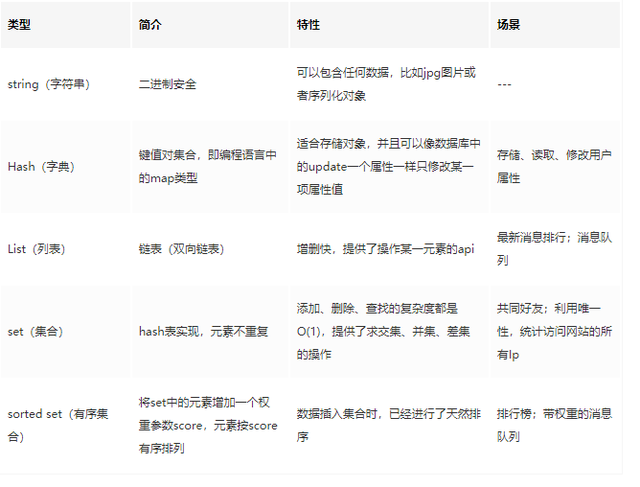 类型 简介 特性 场景
string（字符串） 二进制安全 可以包含任何数据，比如jpg图片或
者序列化对象 ---
Hash（字典） 键值对集合，即编程语言中
的map类型 适合存储对象，并且可以像数据库中
的update一个属性一样只修改某一
项属性值 存储、读取、修改用户
属性
List（列表） 链表（双向链表） 增删快，提供了操作某一元素的api 最新消息排行；消息队
列
set（集合） hash表实现，元素不重复 添加、删除、查找的复杂度都是
O(1)，提供了求交集、并集、差集
的操作 共同好友；利用唯一
性，统计访问网站的所
有Ip
sorted set（有序集
合） 将set中的元素增加一个权
重参数score，元素按score
有序排列 数据插入集合时，已经进行了天然排
序 排行榜；带权重的消息
队列